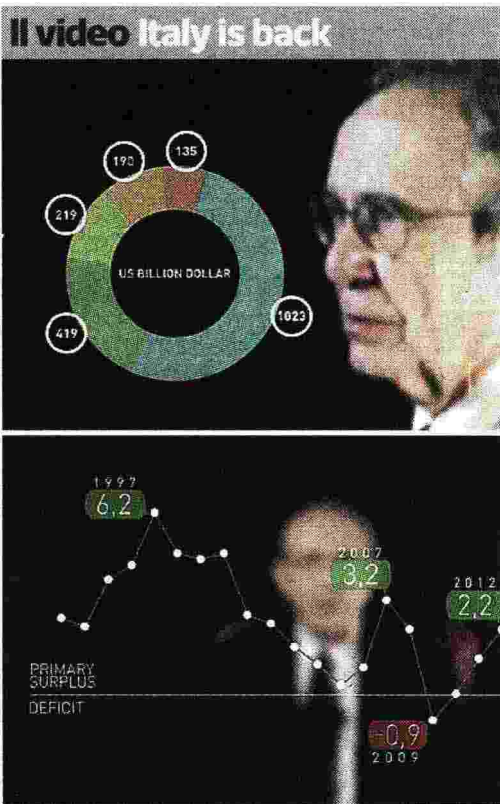 Il video Italy is back
190
135
219
US BILLION DOLLAR
419
1023
1997
6,2
2007
3,2
2012
2,2
PRIMARY
SURPLUS
DEFICIT
-0,9
2009